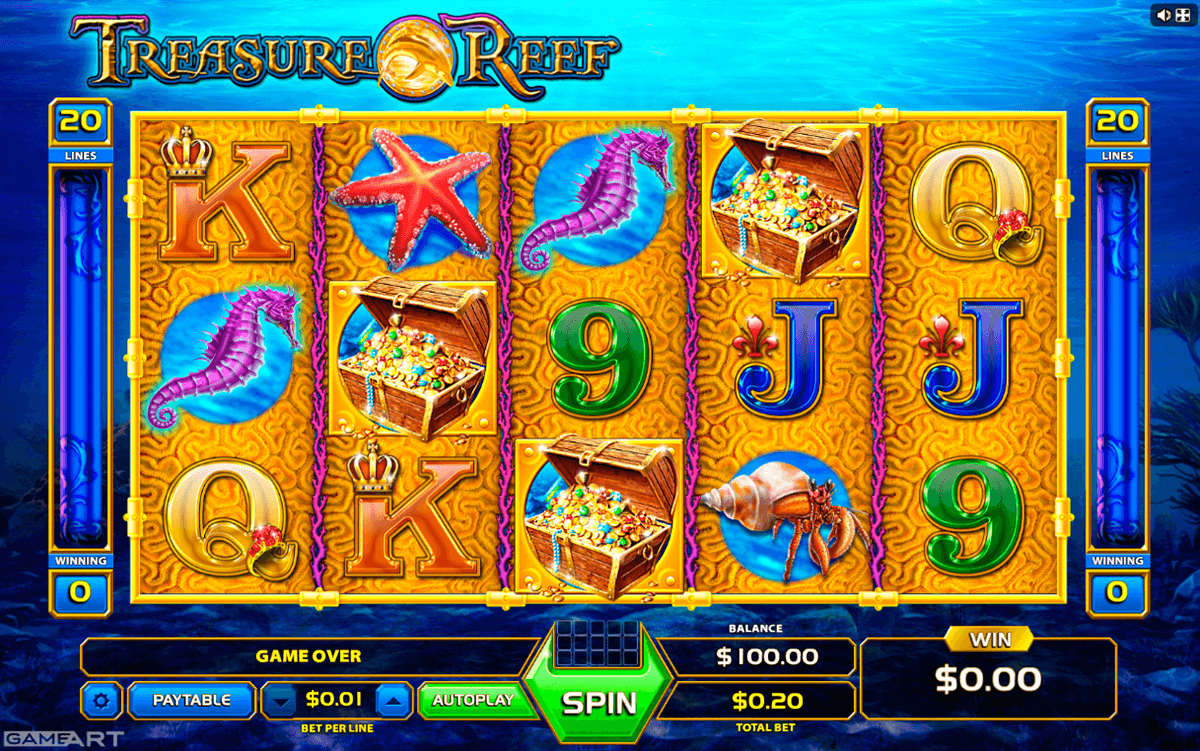 TREASURE REEF
20
20
LINES
LINES
K
Q
9
J
J
Q
K
9
WINNING
WINNING
0
0
GAME OVER
BALANCE
$100.00
WIN
$0.00
PAYTABLE
$0.01
BET PER LINE
AUTOPLAY
SPIN
$0.20
TOTAL BET
GAMEART